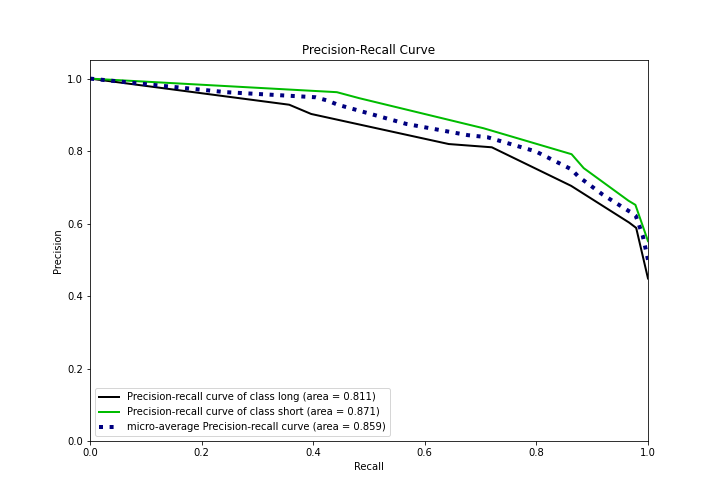 Precision-Recall Curve
1.0
0.8
0.6
0.4
0.2
0.0
Precision
Precision-recall curve of class long (area = 0.811)
Precision-recall curve of class short (area = 0.871)
micro-average Precision-recall curve (area = 0.859)
0.0 0.2 0.4 0.6 0.8 1.0
Recall